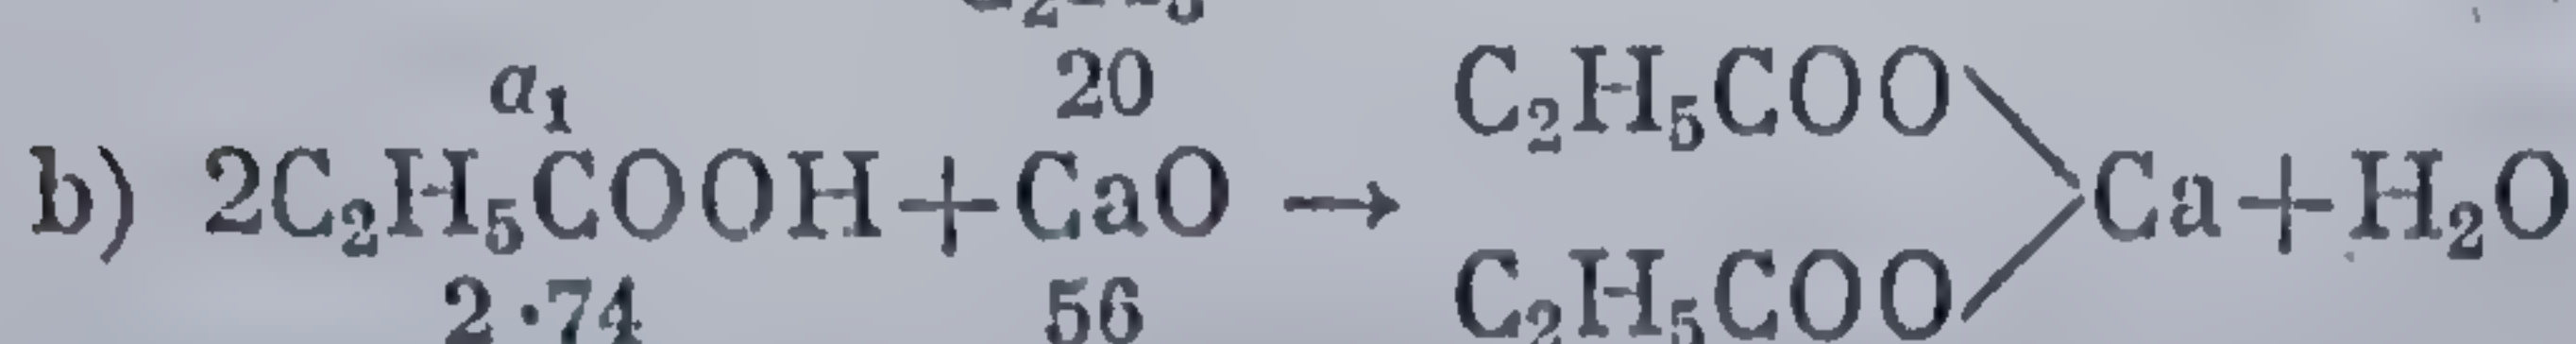 a₁ 20 C₂H₅COO
b) 2C₂H₅COOH+CaO → Ca+H₂O
2·74 56 C₂H₅COO